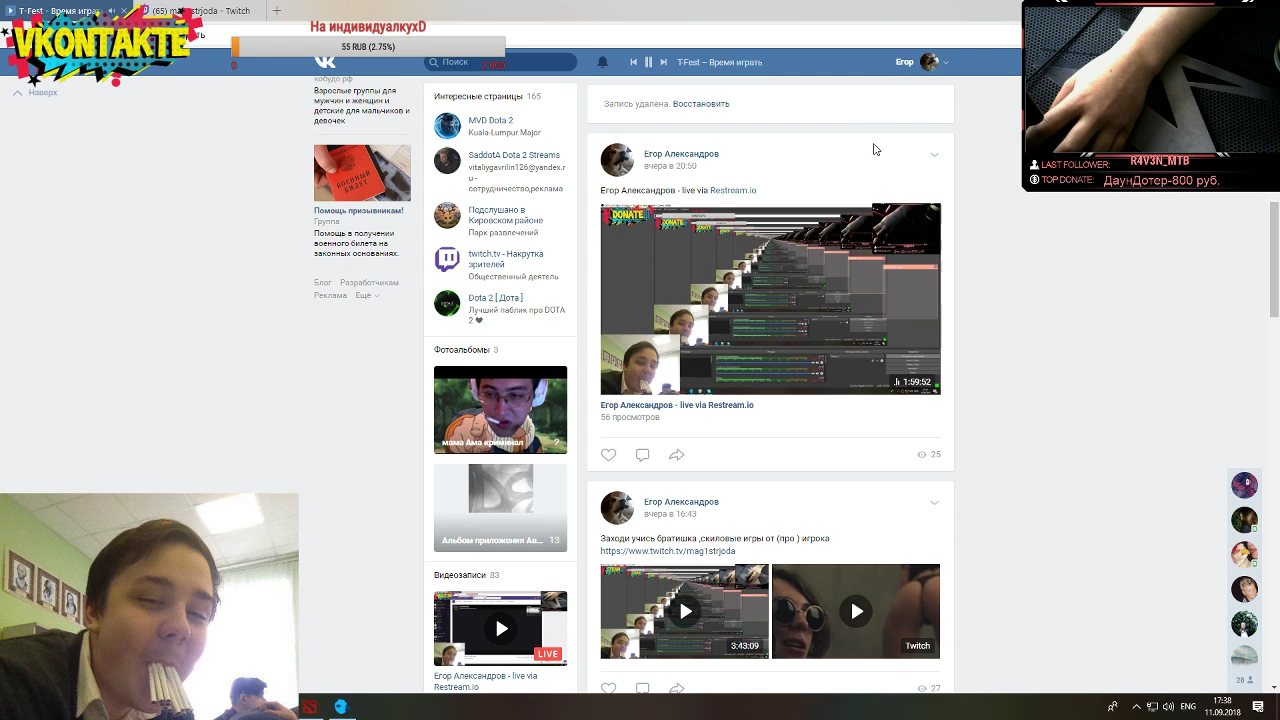 T-Fest – Время игра
(65) mag1strjoda - Twitch
VKONTAKTE
На индивидуалкуxD
55 RUB (2.75%)
0
2 000
Поиск
T-Fest – Время играть
Егор
Наверх
кобудо.рф
Взрослые группы для
мужчин и женщин и
детские для мальчиков и
девочек
ВОЕННЫЙ
БИЛЕТ
Помощь призывникам!
Группа
Помощь в получении
военного билета на
законных основаниях.
Блог Разработчикам
Реклама Ещё
Интересные страницы 165
MVD Dota 2
Kuala-Lumpur Major
SaddotA Dota 2 Streams
vitaliygavrilin126@yandex.r
u -
сотрудничество,реклама
Подслушано в
Кировском районе
Парк развлечений
twitch.tv - Накрутка
зрителей
Общественный деятель
Dota 2 [ Дота ]
Лучший паблик про DOTA
2 ❤
Фотоальбомы 3
мама Ама криминал 2
Альбом приложения Ав... 13
Видеозаписи 83
LIVE
Егор Александров - live via
Restream.io
Запись удалена. Восстановить
Егор Александров
вчера в 20:50
Егор Александров - live via Restream.io
DONATE
1:59:52
Егор Александров - live via Restream.io
56 просмотров
25
Егор Александров
вчера в 16:43
Заходи учись братишка ,скиловые игры от (про ) игрока
https://www.twitch.tv/mag1strjoda
3:43:09
Twitch
27
LAST FOLLOWER: R4V3N_MTB
TOP DONATE: ДаунДотер-800 руб.
28
ENG
17:38
11.09.2018